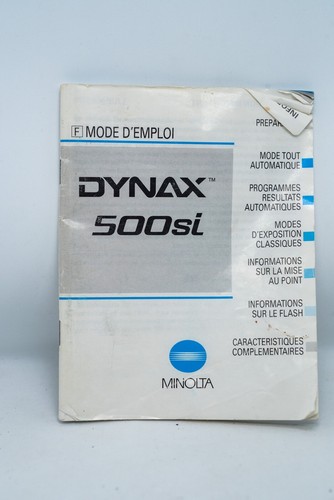 F MODE D'EMPLOI
DYNAX™
500si
MINOLTA
MODE TOUT
AUTOMATIQUE
PROGRAMMES
RESULTATS
AUTOMATIQUES
MODES
D'EXPOSITION
CLASSIQUES
INFORMATIONS
SUR LA MISE
AU POINT
INFORMATIONS
SUR LE FLASH
CARACTERISTIQUES
COMPLEMENTAIRES